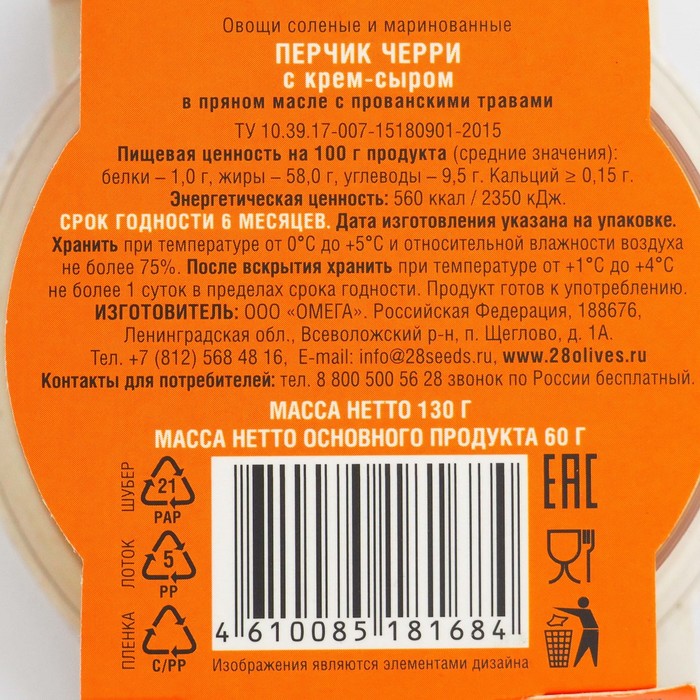 Овощи соленые и маринованные
ПЕРЧИК ЧЕРРИ
с крем-сыром
в пряном масле с прованскими травами
ТУ 10.39.17-007-15180901-2015
Пищевая ценность на 100 г продукта (средние значения):
белки – 1,0 г, жиры – 58,0 г, углеводы – 9,5 г. Кальций ≥ 0,15 г.
Энергетическая ценность: 560 ккал / 2350 кДж.
СРОК ГОДНОСТИ 6 МЕСЯЦЕВ. Дата изготовления указана на упаковке.
Хранить при температуре от 0°С до +5°С и относительной влажности воздуха
не более 75%. После вскрытия хранить при температуре от +1°С до +4°С
не более 1 суток в пределах срока годности. Продукт готов к употреблению.
ИЗГОТОВИТЕЛЬ: ООО «ОМЕГА». Российская Федерация, 188676,
Ленинградская обл., Всеволожский р-н, п. Щеглово, д. 1А.
Тел. +7 (812) 568 48 16, E-mail: info@28seeds.ru, www.28olives.ru
Контакты для потребителей: тел. 8 800 500 56 28 звонок по России бесплатный.
МАССА НЕТТО 130 Г
МАССА НЕТТО ОСНОВНОГО ПРОДУКТА 60 Г
ШУБЕР
21
PAP
ЛОТОК
5
PP
ПЛЕНКА
C/PP
4 610085 181684
EAC
Изображения являются элементами дизайна